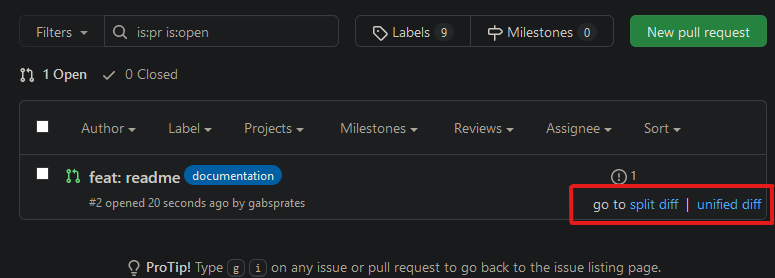 Filters is:pr is:open Labels 9 Milestones 0 New pull request
1 Open 0 Closed
Author Label Projects Milestones Reviews Assignee Sort
feat: readme documentation 1
#2 opened 20 seconds ago by gabsprates go to split diff | unified diff
ProTip! Type g i on any issue or pull request to go back to the issue listing page.